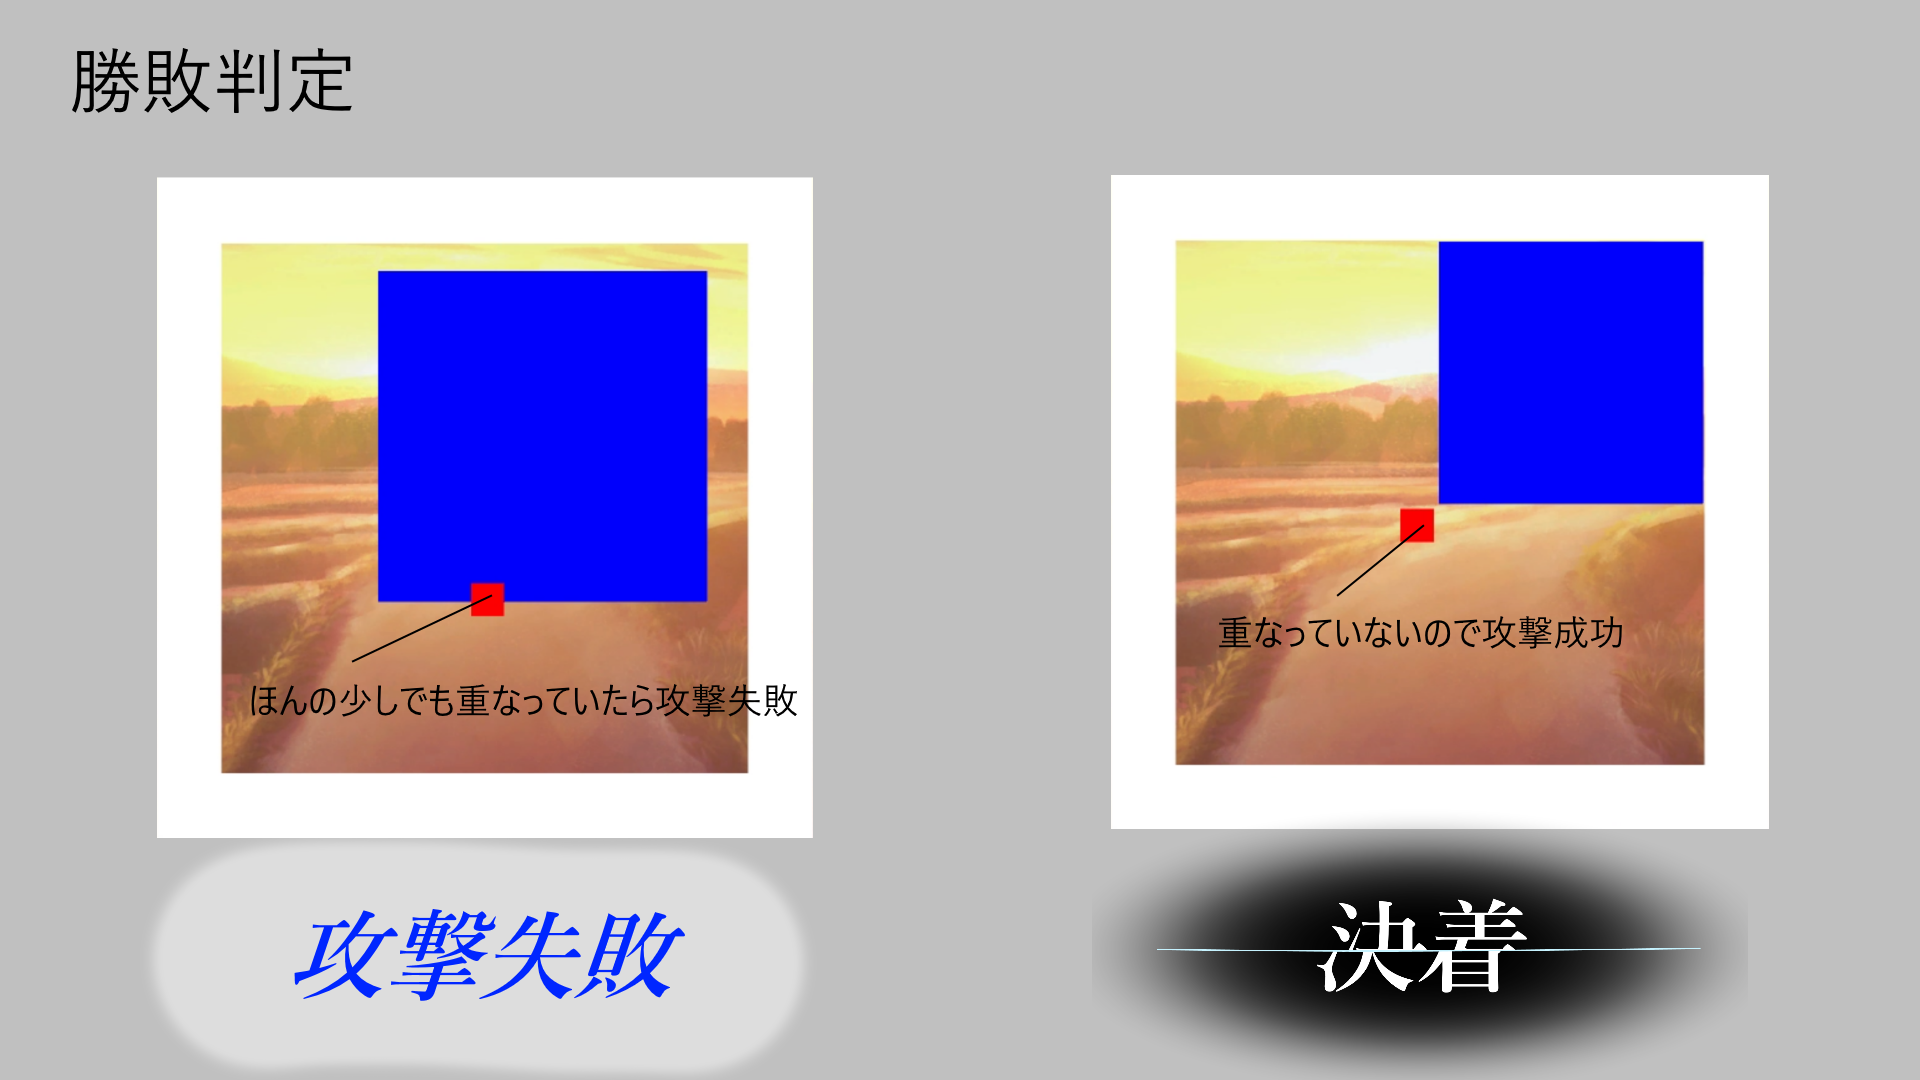 勝敗判定
ほんの少しでも重なっていたら攻撃失敗
重なっていないので攻撃成功
攻撃失敗
決着